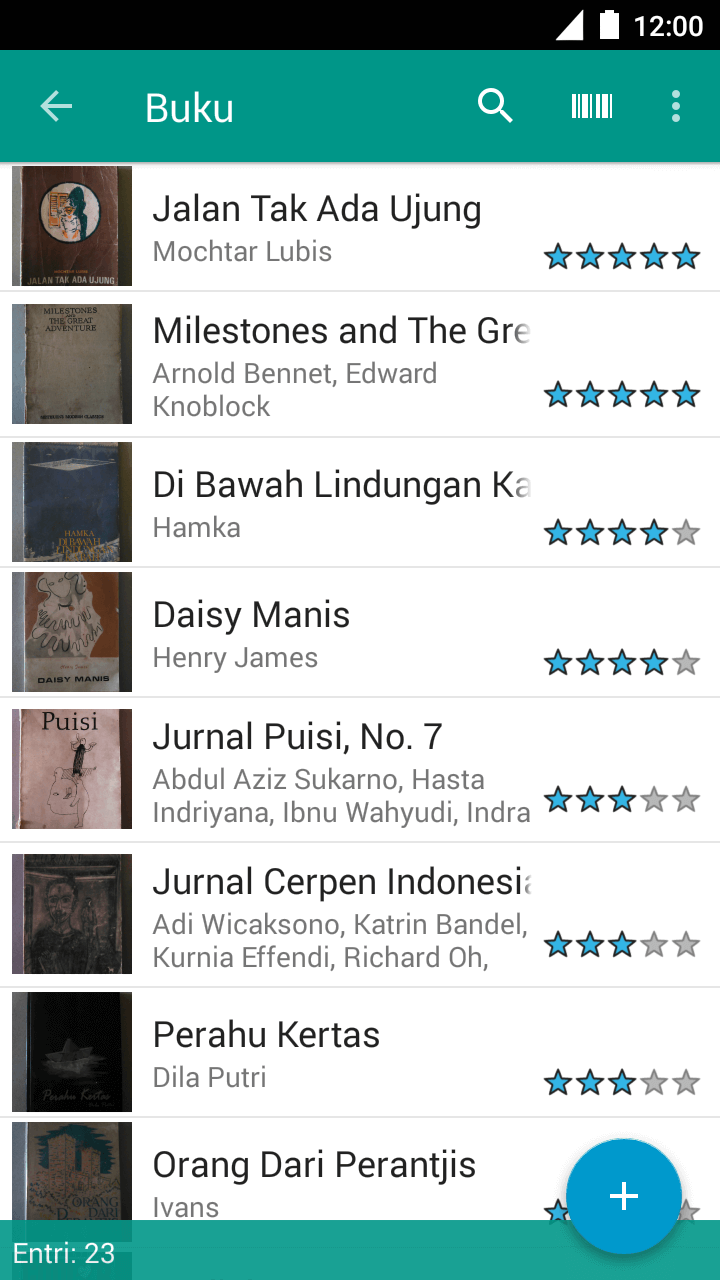 12:00
Buku
Jalan Tak Ada Ujung
Mochtar Lubis
JALAN TAK ADA UJUNG
Milestones and The Gre
Arnold Bennet, Edward
Knoblock
MILESTONES
THE GREAT
ADVENTURE
Di Bawah Lindungan Ka
Hamka
HAMKA
DI BAWAH
Daisy Manis
Henry James
DAISY MANIS
Jurnal Puisi, No. 7
Abdul Aziz Sukarno, Hasta
Indriyana, Ibnu Wahyudi, Indra
Puisi
Jurnal Cerpen Indonesia
Adi Wicaksono, Katrin Bandel,
Kurnia Effendi, Richard Oh,
Perahu Kertas
Dila Putri
Perahu Kertas
Orang Dari Perantjis
Ivans
ORANG
DARI
Entri: 23